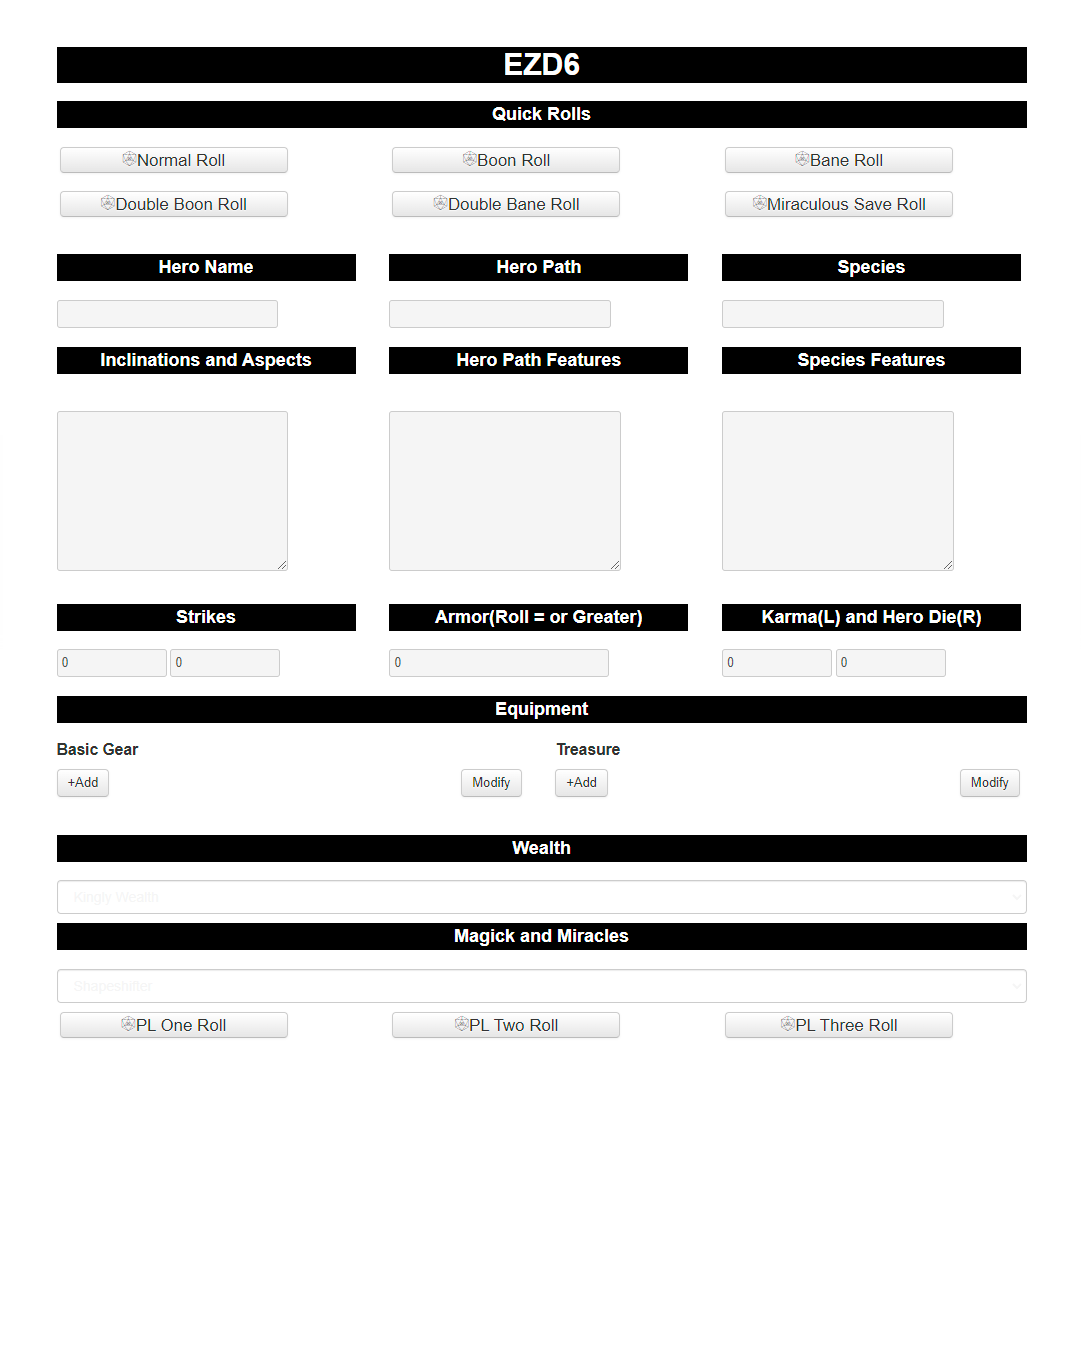 EZD6
Quick Rolls
Normal Roll
Boon Roll
Bane Roll
Double Boon Roll
Double Bane Roll
Miraculous Save Roll
Hero Name
Hero Path
Species
Inclinations and Aspects
Hero Path Features
Species Features
Strikes
Armor(Roll = or Greater)
Karma(L) and Hero Die(R)
0
0
0
0
0
Equipment
Basic Gear
Treasure
+Add
Modify
+Add
Modify
Wealth
Kingly Wealth
Magick and Miracles
Shapeshifter
PL One Roll
PL Two Roll
PL Three Roll